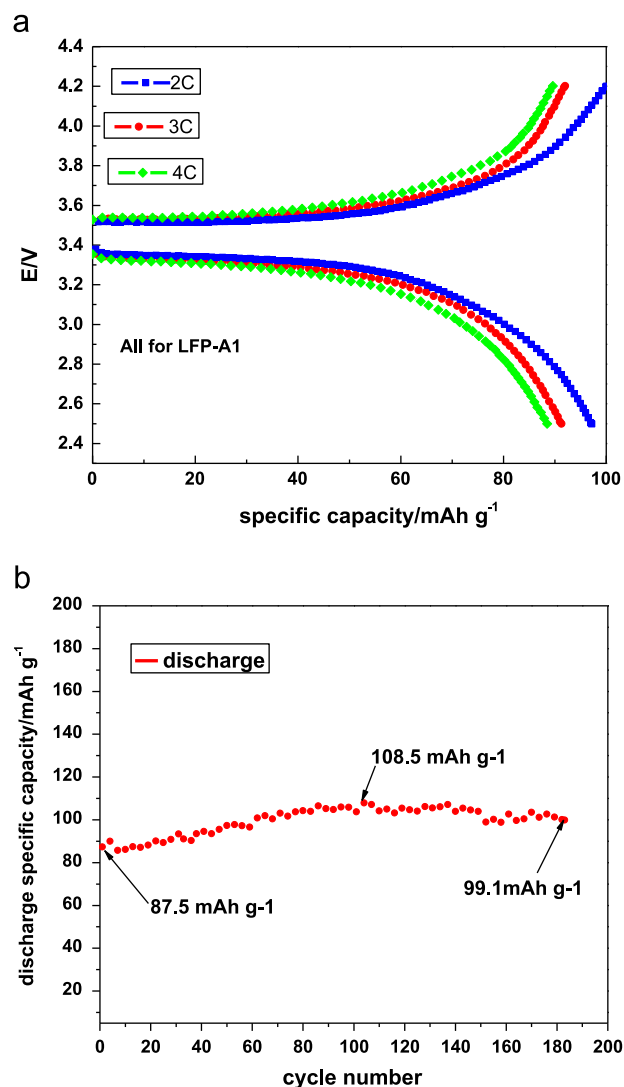 a
4.4
4.2
4.0
3.8
3.6
3.4
3.2
3.0
2.8
2.6
2.4
E/V
2C
3C
4C
All for LFP-A1
0 20 40 60 80 100
specific capacity/mAh g⁻¹
b
200
180
160
140
120
100
80
60
40
20
discharge specific capacity/mAh g⁻¹
discharge
108.5 mAh g-1
87.5 mAh g-1
99.1mAh g-1
0 20 40 60 80 100 120 140 160 180 200
cycle number